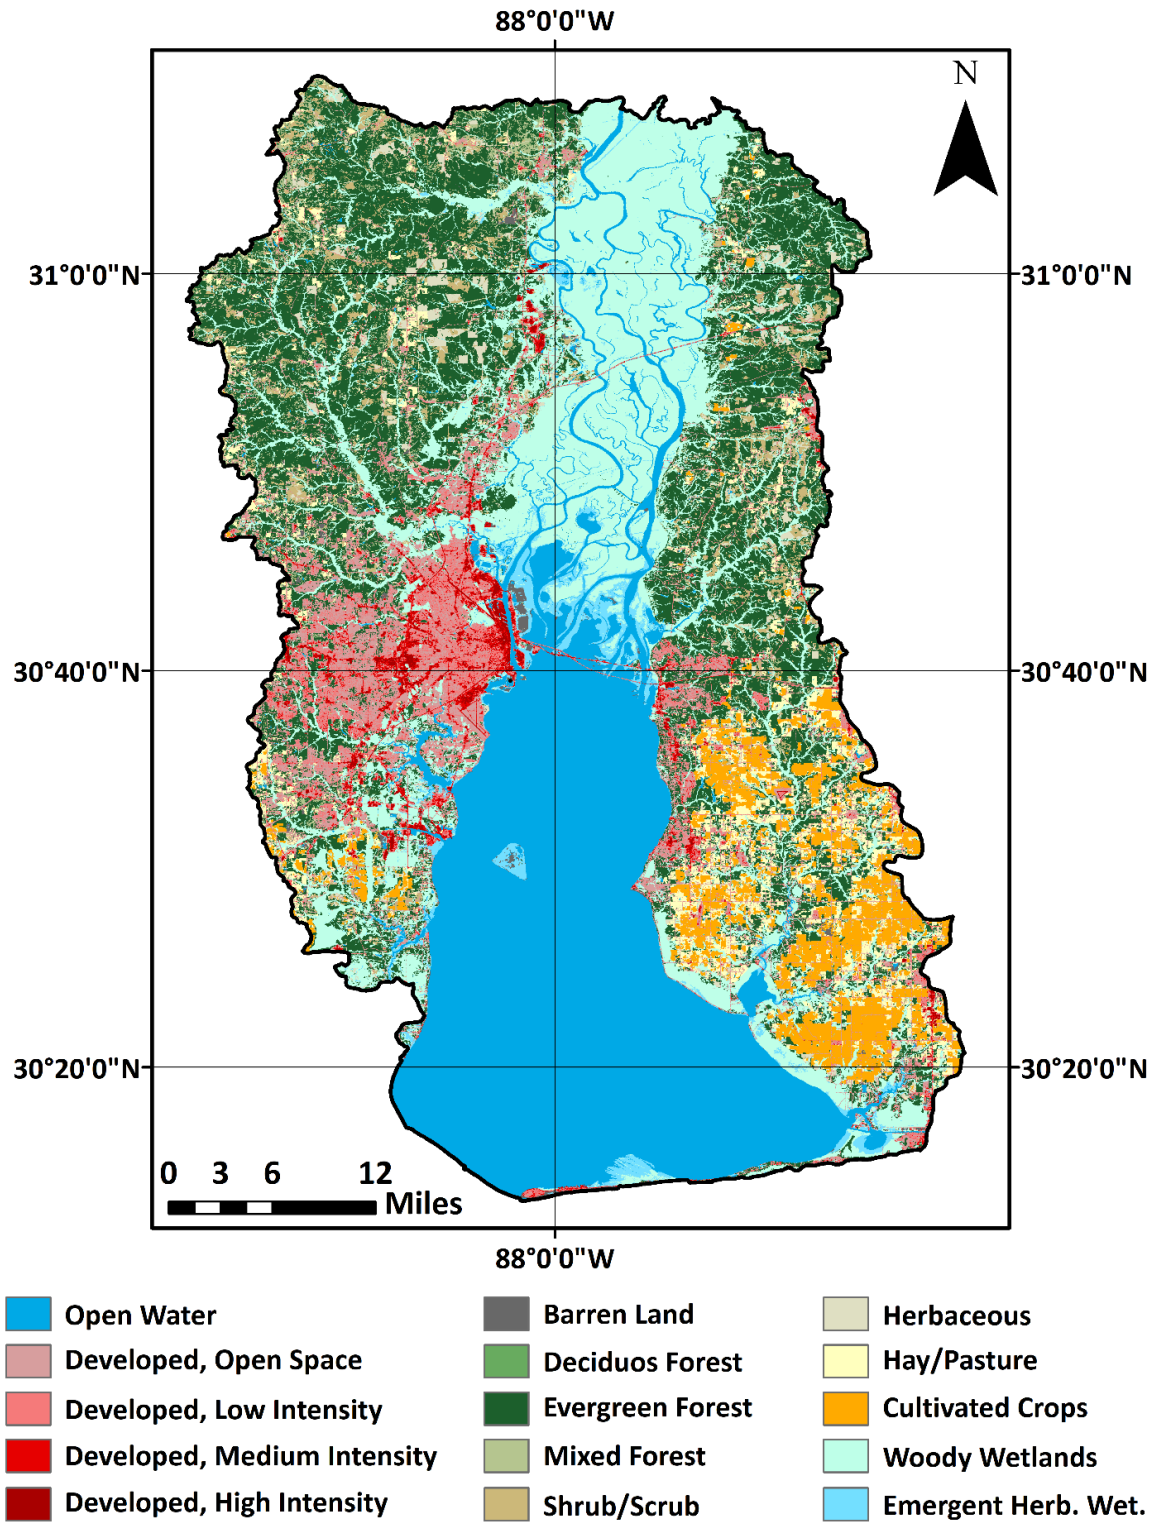 88°0'0"W
N
31°0'0"N
31°0'0"N
30°40'0"N
30°40'0"N
30°20'0"N
30°20'0"N
0 3 6 12
Miles
88°0'0"W
Open Water
Barren Land
Herbaceous
Developed, Open Space
Deciduos Forest
Hay/Pasture
Developed, Low Intensity
Evergreen Forest
Cultivated Crops
Developed, Medium Intensity
Mixed Forest
Woody Wetlands
Developed, High Intensity
Shrub/Scrub
Emergent Herb. Wet.